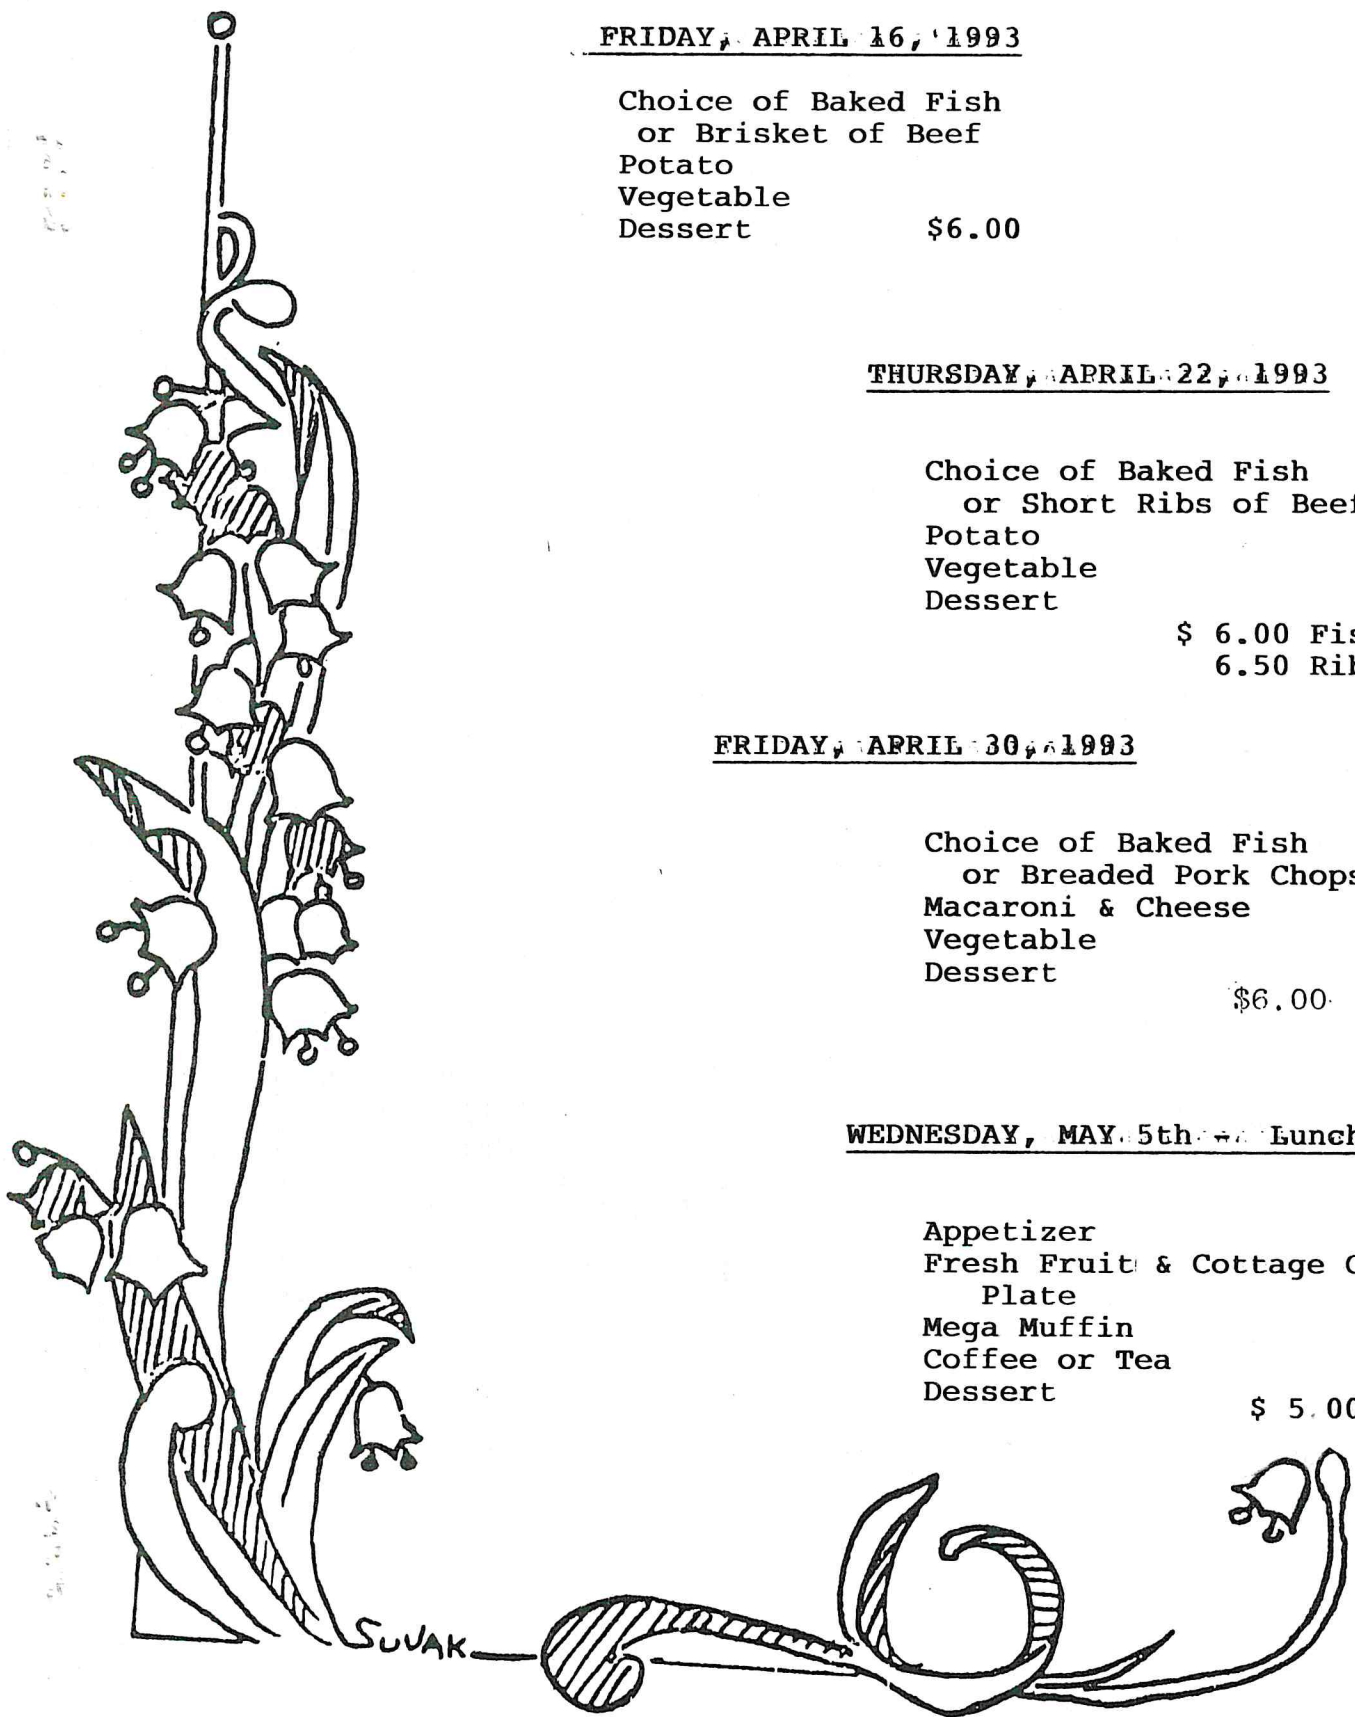 FRIDAY, APRIL 16, 1993
Choice of Baked Fish
or Brisket of Beef
Potato
Vegetable
Dessert $6.00
THURSDAY, APRIL 22, 1993
Choice of Baked Fish
or Short Ribs of Beef
Potato
Vegetable
Dessert
$ 6.00 Fis
6.50 Rib
FRIDAY, APRIL 30, 1993
Choice of Baked Fish
or Breaded Pork Chops
Macaroni & Cheese
Vegetable
Dessert
$6.00
WEDNESDAY, MAY 5th - Lunch
Appetizer
Fresh Fruit & Cottage C
Plate
Mega Muffin
Coffee or Tea
Dessert
$ 5.00
SUVAK